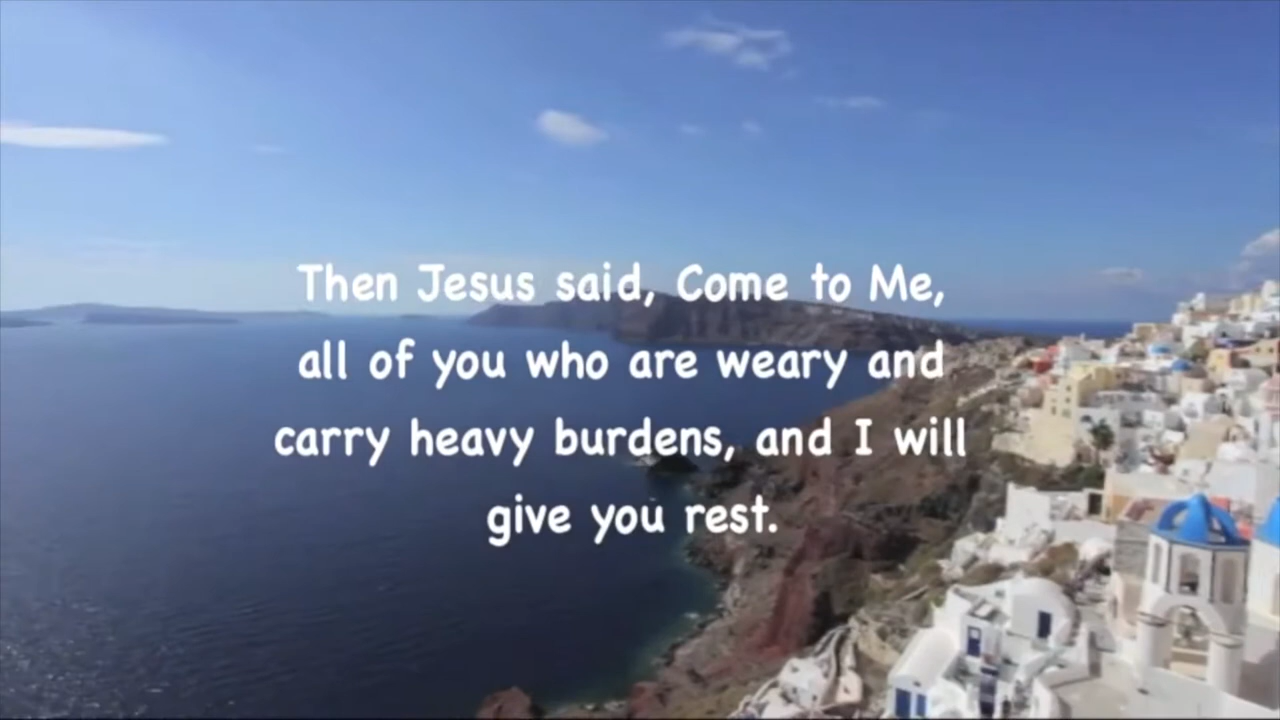 Then Jesus said, Come to Me,
all of you who are weary and
carry heavy burdens, and I will
give you rest.